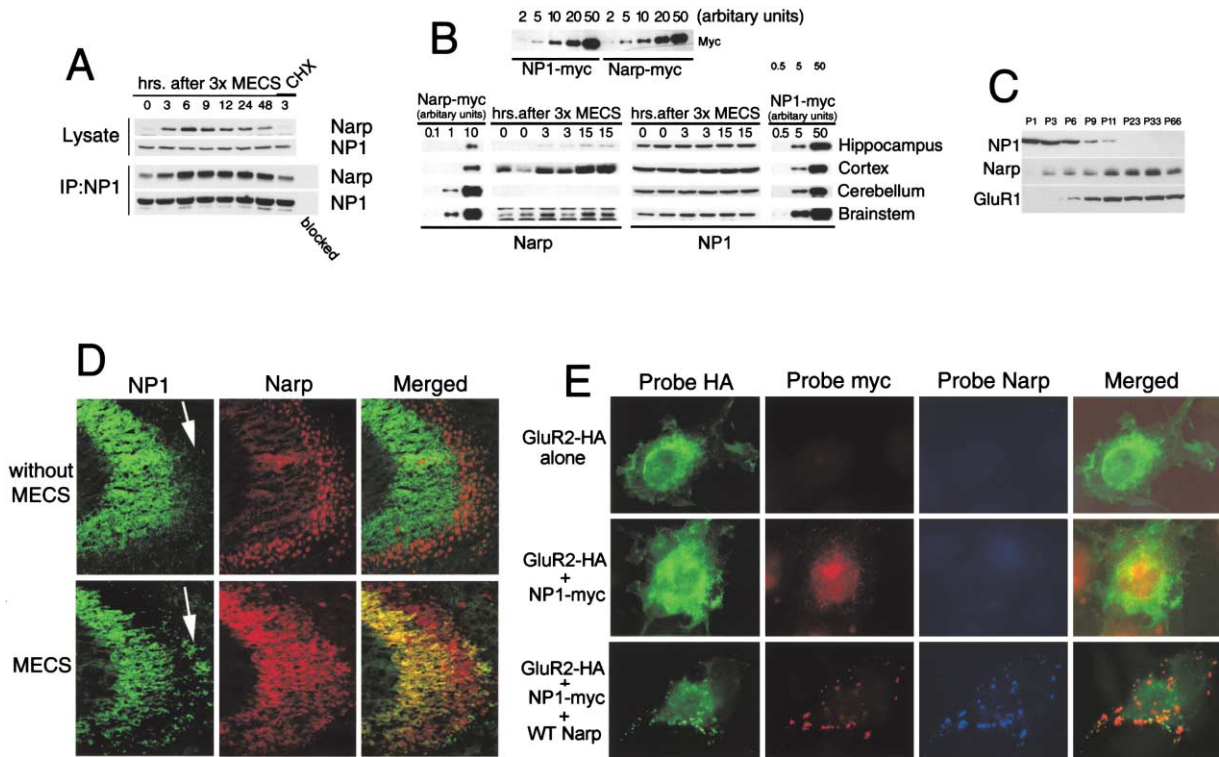 A
hrs. after 3x MECS CHX
0 3 6 9 12 24 48 3
Lysate
Narp
NP1
IP:NP1
Narp
NP1
blocked
B
2 5 10 20 50 2 5 10 20 50 (arbitary units)
Myc
NP1-myc Narp-myc
0.5 5 50
Narp-myc
(arbitary units)
0.1 1 10
hrs.after 3x MECS
0 0 3 3 15 15
hrs.after 3x MECS
0 0 3 3 15 15
NP1-myc
(arbitary units)
0.5 5 50
Hippocampus
Cortex
Cerebellum
Brainstem
Narp
NP1
C
P1 P3 P6 P9 P11 P23 P33 P66
NP1
Narp
GluR1
D
NP1 Narp Merged
without
MECS
MECS
E
Probe HA Probe myc Probe Narp Merged
GluR2-HA
alone
GluR2-HA
+
NP1-myc
GluR2-HA
+
NP1-myc
+
WT Narp